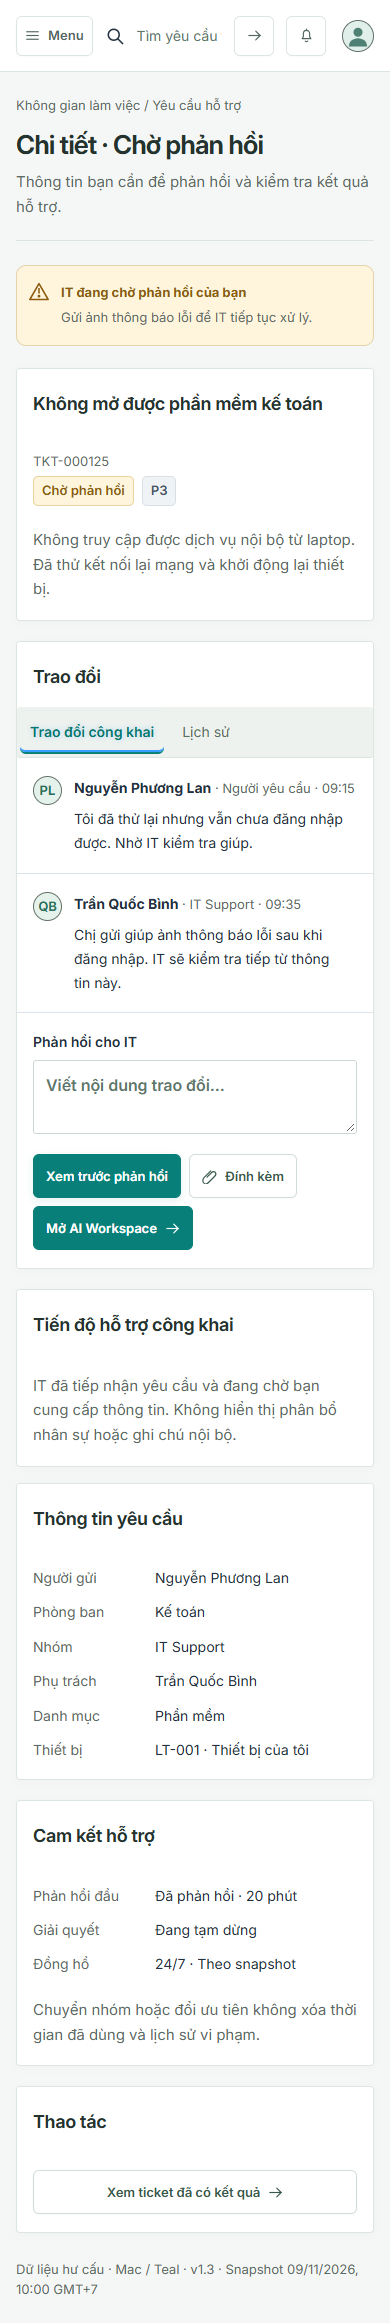 Menu
Tìm yêu cầu
Không gian làm việc / Yêu cầu hỗ trợ
Chi tiết · Chờ phản hồi
Thông tin bạn cần để phản hồi và kiểm tra kết quả
hỗ trợ.
IT đang chờ phản hồi của bạn
Gửi ảnh thông báo lỗi để IT tiếp tục xử lý.
Không mở được phần mềm kế toán
TKT-000125
Chờ phản hồi P3
Không truy cập được dịch vụ nội bộ từ laptop.
Đã thử kết nối lại mạng và khởi động lại thiết
bị.
Trao đổi
Trao đổi công khai Lịch sử
PL Nguyễn Phương Lan · Người yêu cầu · 09:15
Tôi đã thử lại nhưng vẫn chưa đăng nhập
được. Nhờ IT kiểm tra giúp.
QB Trần Quốc Bình · IT Support · 09:35
Chị gửi giúp ảnh thông báo lỗi sau khi
đăng nhập. IT sẽ kiểm tra tiếp từ thông
tin này.
Phản hồi cho IT
Viết nội dung trao đổi...
Xem trước phản hồi Đính kèm
Mở AI Workspace →
Tiến độ hỗ trợ công khai
IT đã tiếp nhận yêu cầu và đang chờ bạn
cung cấp thông tin. Không hiển thị phân bổ
nhân sự hoặc ghi chú nội bộ.
Thông tin yêu cầu
Người gửi Nguyễn Phương Lan
Phòng ban Kế toán
Nhóm IT Support
Phụ trách Trần Quốc Bình
Danh mục Phần mềm
Thiết bị LT-001 · Thiết bị của tôi
Cam kết hỗ trợ
Phản hồi đầu Đã phản hồi · 20 phút
Giải quyết Đang tạm dừng
Đồng hồ 24/7 · Theo snapshot
Chuyển nhóm hoặc đổi ưu tiên không xóa thời
gian đã dùng và lịch sử vi phạm.
Thao tác
Xem ticket đã có kết quả →
Dữ liệu hư cấu · Mac / Teal · v1.3 · Snapshot 09/11/2026,
10:00 GMT+7